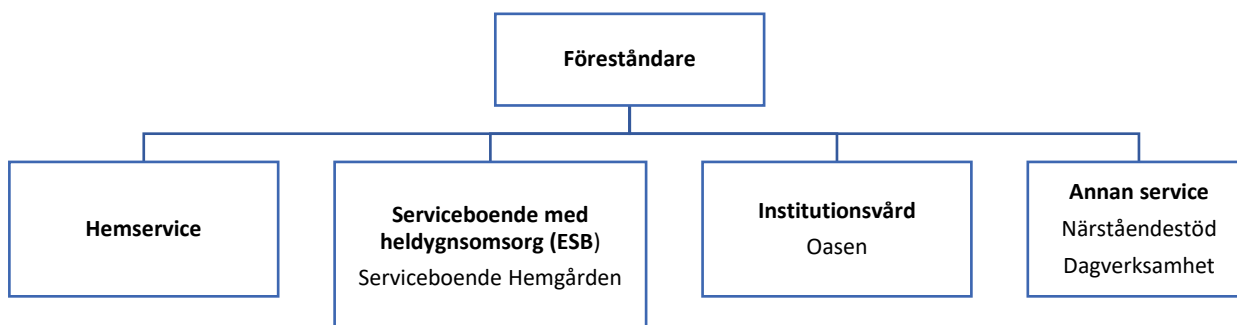 Föreståndare
Hemservice
Serviceboende med
heldygnsomsorg (ESB)
Serviceboende Hemgården
Institutionsvård
Oasen
Annan service
Närståendestöd
Dagverksamhet